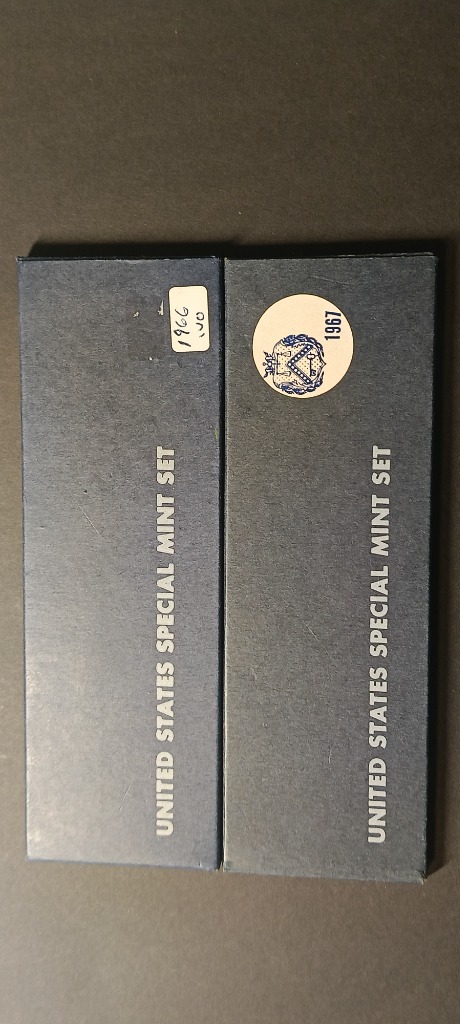 1966
UNITED STATES SPECIAL MINT SET
1967
UNITED STATES SPECIAL MINT SET